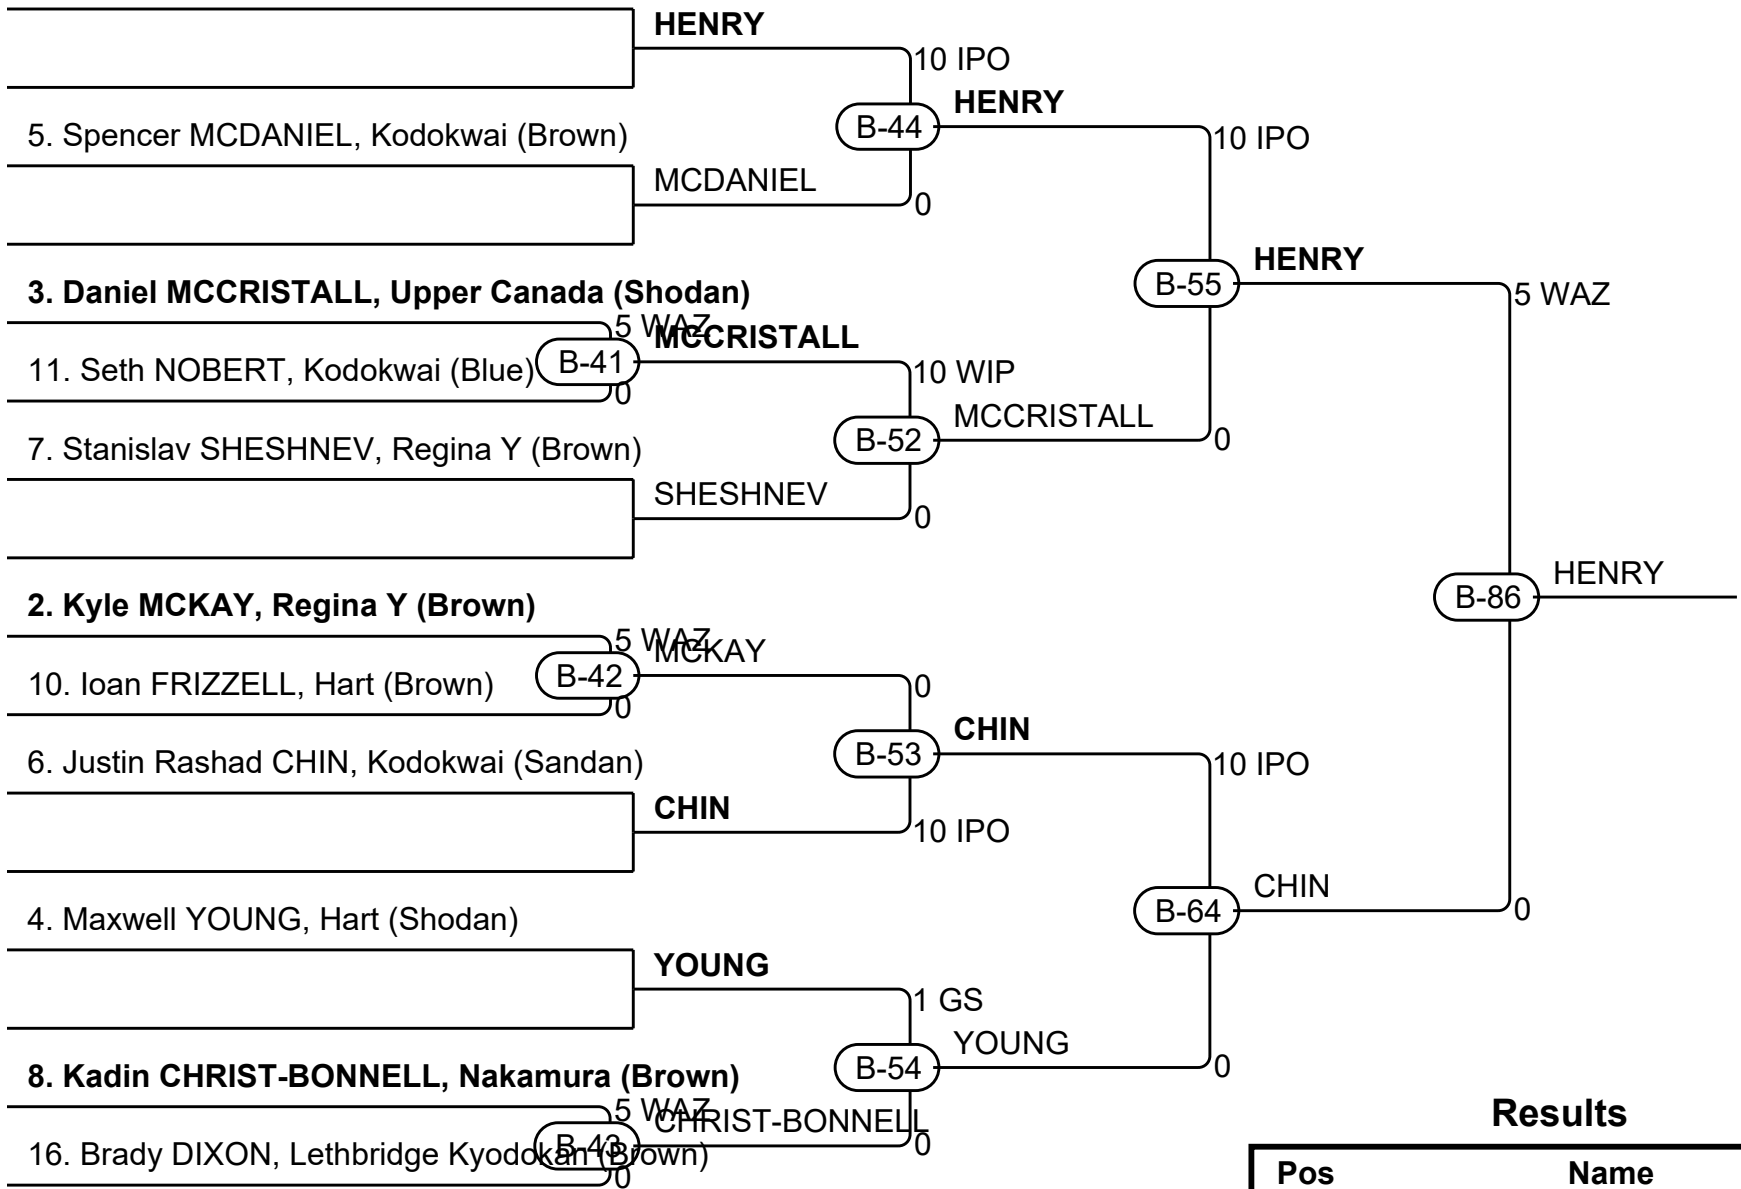 HENRY
10 IPO
HENRY
5. Spencer MCDANIEL, Kodokwai (Brown)
B-44
10 IPO
MCDANIEL
0
HENRY
3. Daniel MCCRISTALL, Upper Canada (Shodan)
B-55
5 WAZ
5 WAZ
MCCRISTALL
11. Seth NOBERT, Kodokwai (Blue)
B-41
10 WIP
0
MCCRISTALL
7. Stanislav SHESHNEV, Regina Y (Brown)
B-52
0
SHESHNEV
0
HENRY
2. Kyle MCKAY, Regina Y (Brown)
B-86
5 WAZ
MCKAY
10. Ioan FRIZZELL, Hart (Brown)
B-42
0
0
CHIN
6. Justin Rashad CHIN, Kodokwai (Sandan)
B-53
10 IPO
CHIN
10 IPO
CHIN
4. Maxwell YOUNG, Hart (Shodan)
B-64
0
YOUNG
1 GS
YOUNG
8. Kadin CHRIST-BONNELL, Nakamura (Brown)
B-54
0
5 WAZ
CHRIST-BONNELL
0
16. Brady DIXON, Lethbridge Kyodokan (Brown)
B-43
0
Results
Pos Name